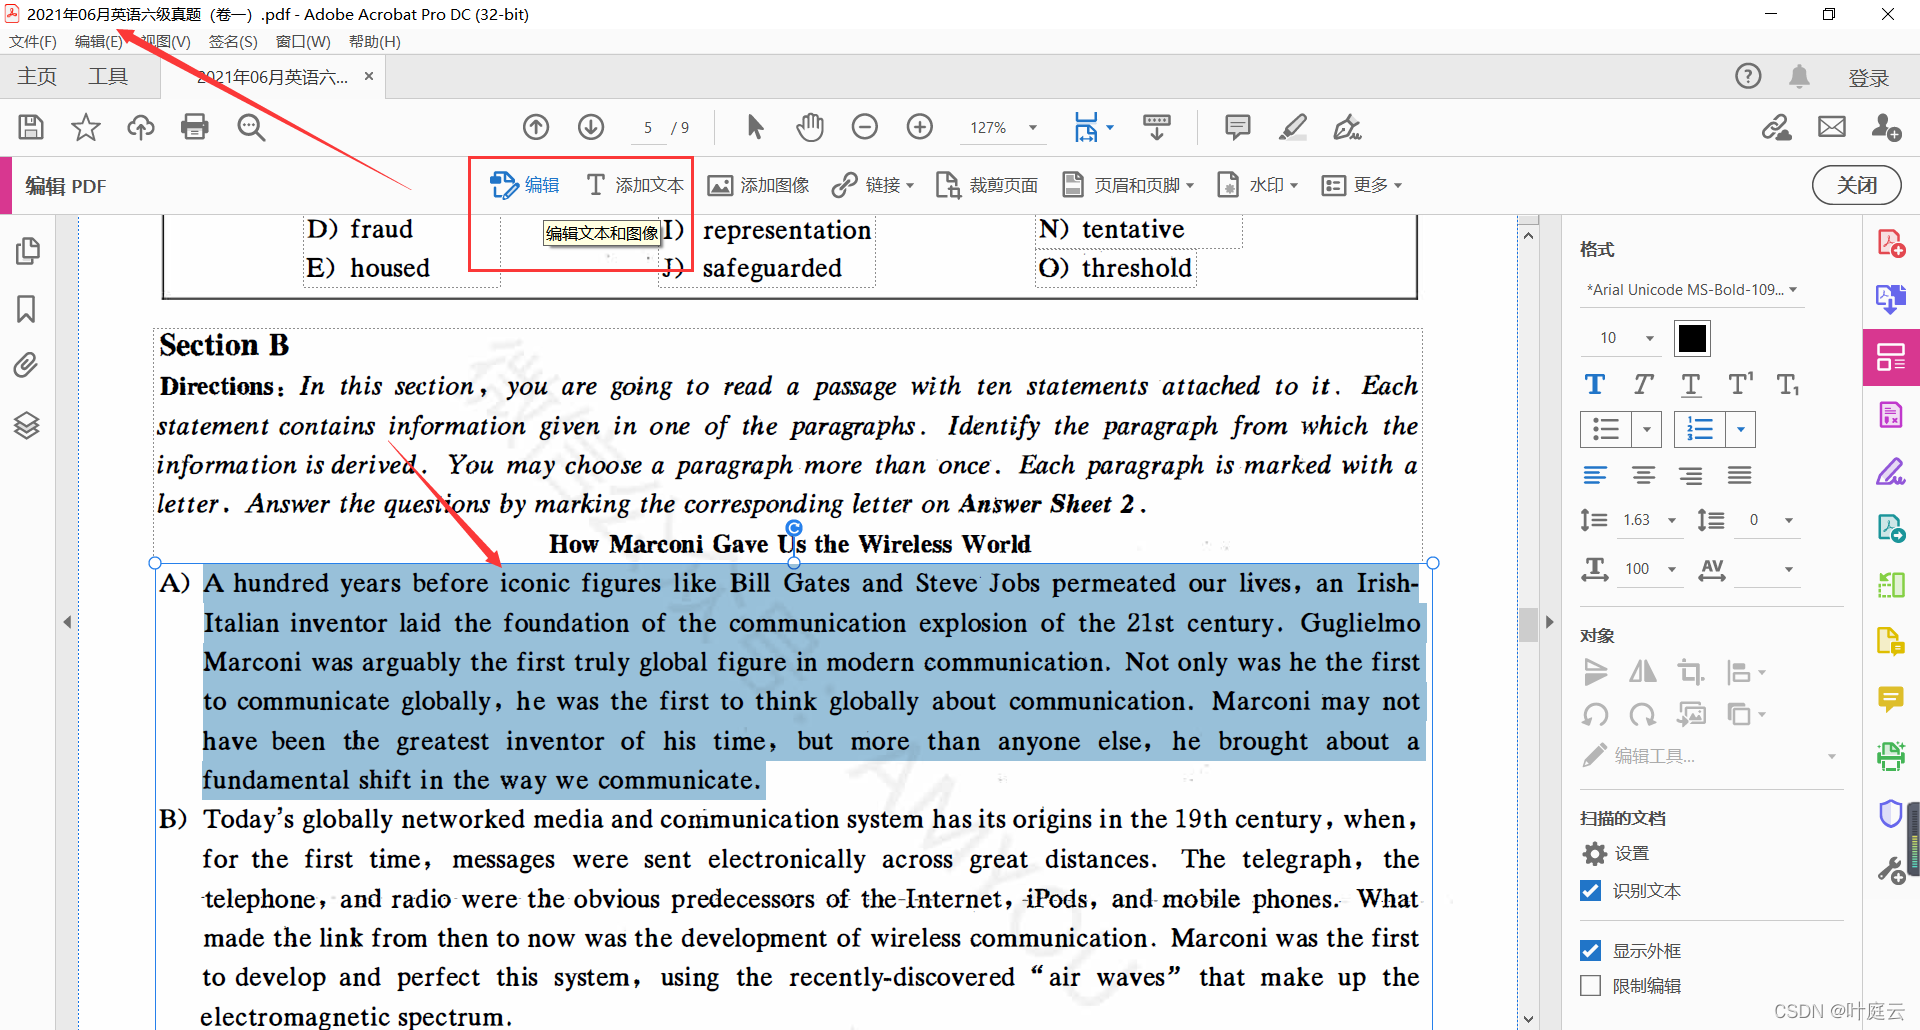 2021年06月英语六级真题（卷一）.pdf - Adobe Acrobat Pro DC (32-bit)
文件(F) 编辑(E) 视图(V) 签名(S) 窗口(W) 帮助(H)
主页 工具 2021年06月英语六... × 登录
5 / 9 127%
编辑 PDF 编辑 添加文本 添加图像 链接 裁剪页面 页眉和页脚 水印 更多 关闭
编辑文本和图像
D) fraud I) representation N) tentative
E) housed J) safeguarded O) threshold
Section B
Directions: In this section, you are going to read a passage with ten statements attached to it. Each
statement contains information given in one of the paragraphs. Identify the paragraph from which the
information is derived. You may choose a paragraph more than once. Each paragraph is marked with a
letter. Answer the questions by marking the corresponding letter on Answer Sheet 2.
How Marconi Gave Us the Wireless World
A) A hundred years before iconic figures like Bill Gates and Steve Jobs permeated our lives, an Irish-
Italian inventor laid the foundation of the communication explosion of the 21st century. Guglielmo
Marconi was arguably the first truly global figure in modern communication. Not only was he the first
to communicate globally, he was the first to think globally about communication. Marconi may not
have been the greatest inventor of his time, but more than anyone else, he brought about a
fundamental shift in the way we communicate.
B) Today's globally networked media and communication system has its origins in the 19th century, when,
for the first time, messages were sent electronically across great distances. The telegraph, the
telephone, and radio were the obvious predecessors of the Internet, iPods, and mobile phones. What
made the link from then to now was the development of wireless communication. Marconi was the first
to develop and perfect this system, using the recently-discovered “air waves” that make up the
electromagnetic spectrum.
格式
*Arial Unicode MS-Bold-109...
10
1.63 0
100
对象
编辑工具...
扫描的文档
设置
识别文本
显示外框
限制编辑
CSDN @叶庭云